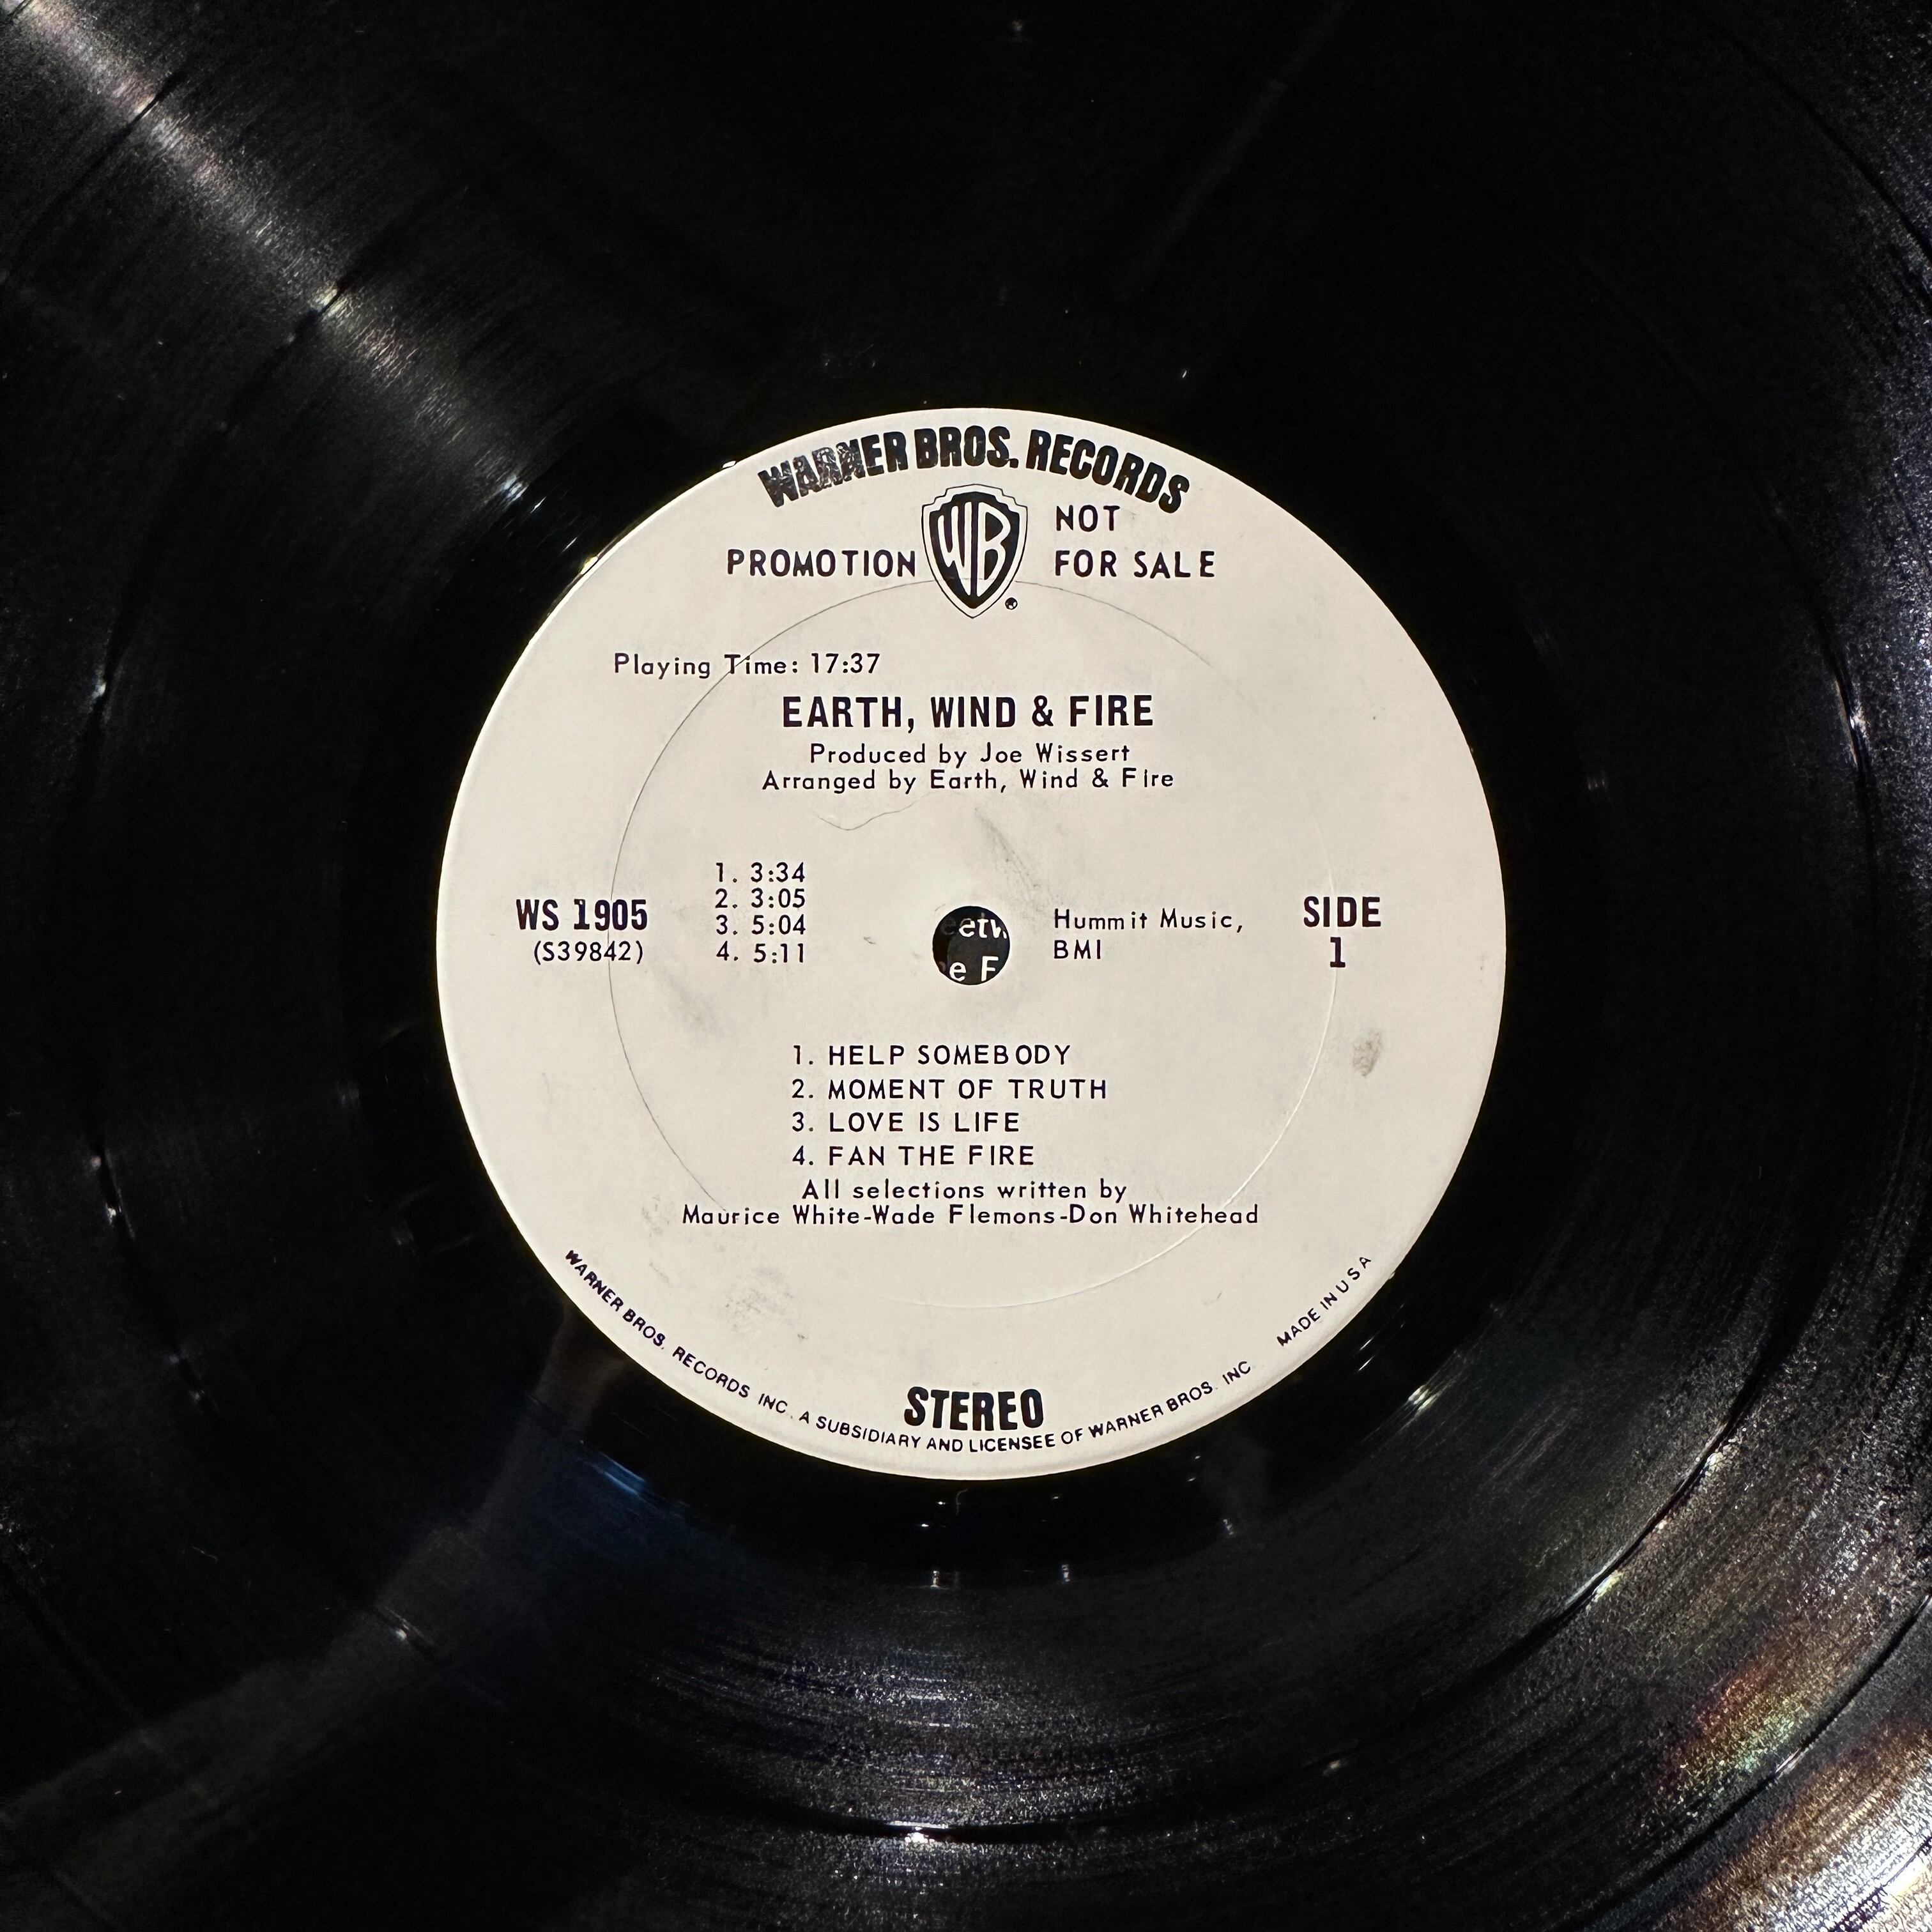 WARNER BROS. RECORDS
WB
®
NOT
PROMOTION FOR SALE
Playing Time: 17:37
EARTH, WIND & FIRE
Produced by Joe Wissert
Arranged by Earth, Wind & Fire
1. 3:34
2. 3:05
3. 5:04
4. 5:11
WS 1905
(S39842)
Hummit Music,
BMI
SIDE
1
1. HELP SOMEBODY
2. MOMENT OF TRUTH
3. LOVE IS LIFE
4. FAN THE FIRE
All selections written by
Maurice White-Wade Flemons-Don Whitehead
STEREO
WARNER BROS. RECORDS INC. A SUBSIDIARY AND LICENSEE OF WARNER BROS. INC MADE IN U S A